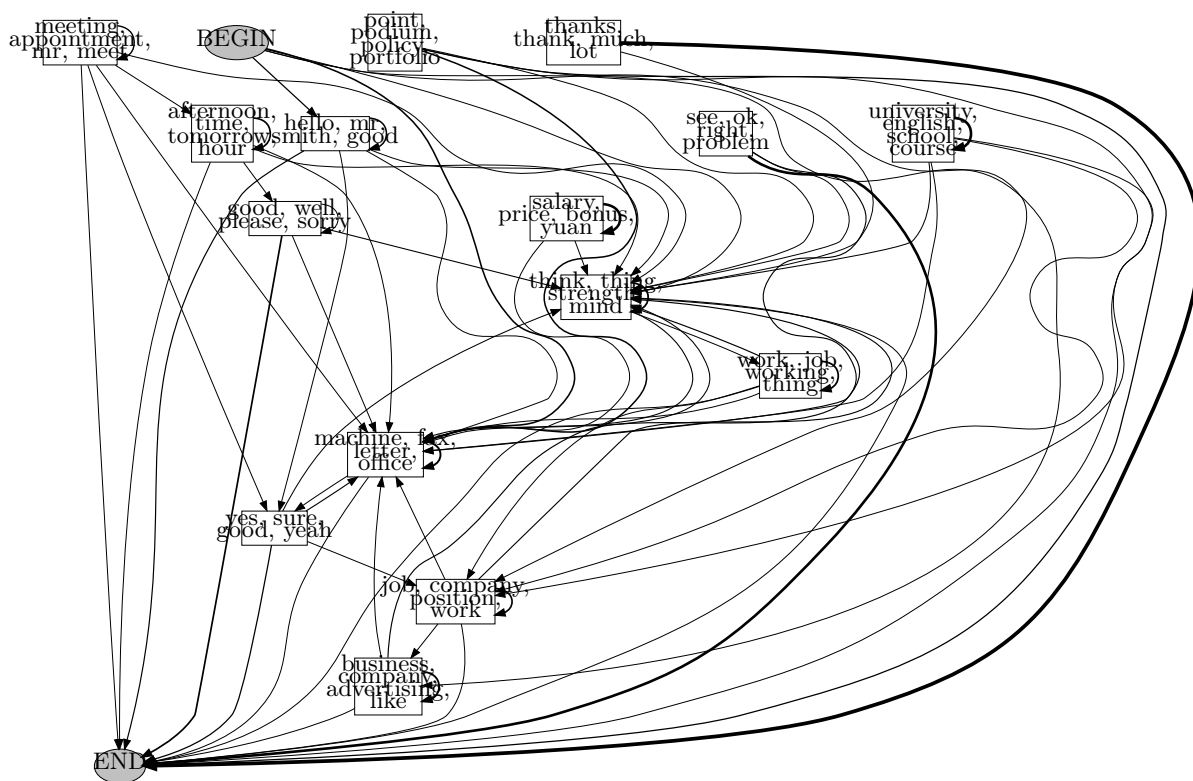 meeting,
appointment,
mr, meet
BEGIN
point,
podium,
policy,
portfolio
thanks,
thank, much,
lot
afternoon,
time,
tomorrow,
hour
hello, mr,
smith, good
see, ok,
right,
problem
university,
english,
school,
course
good, well,
please, sorry
salary,
price, bonus,
yuan
think, thing,
strength,
mind
work, job,
working,
thing
machine, fax,
letter,
office
yes, sure,
good, yeah
job, company,
position,
work
business,
company,
advertising,
like
END